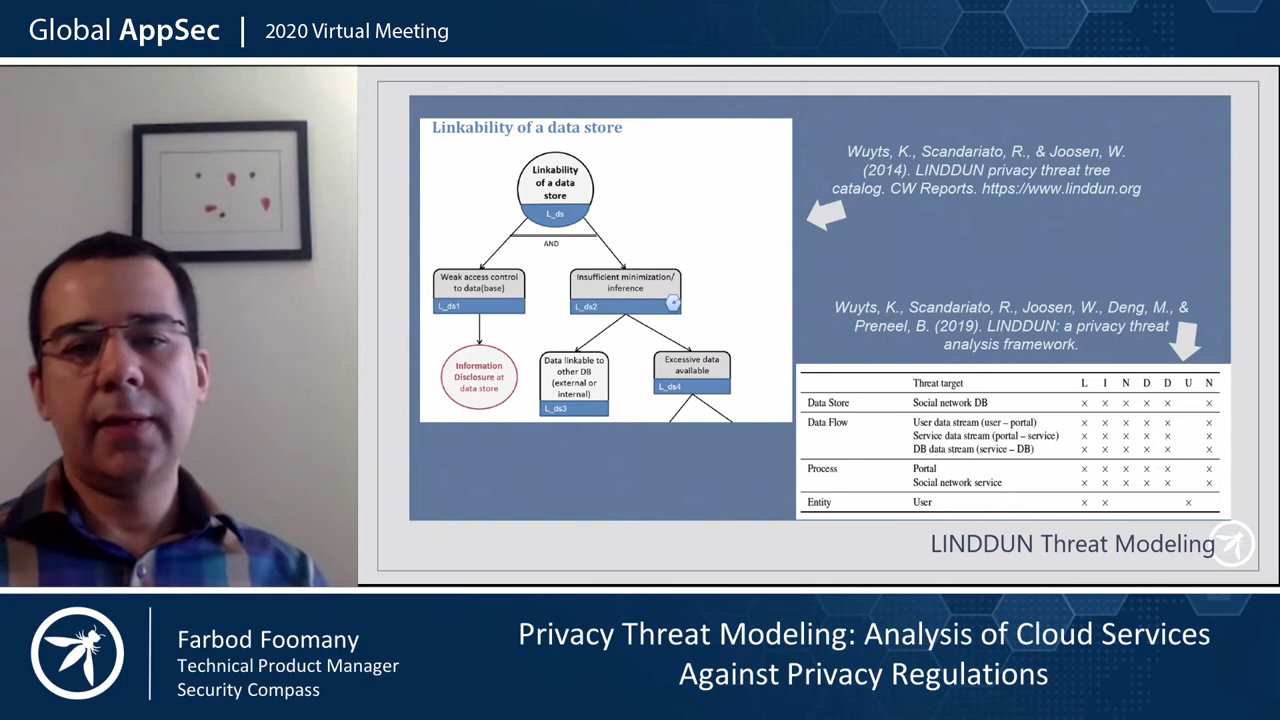 Global AppSec | 2020 Virtual Meeting
Linkability of a data store
Linkability
of a data
store
L_ds
AND
Weak access control
to data(base)
L_ds1
Insufficient minimization/
inference
L_ds2
Information
Disclosure at
data store
Data linkable to
other DB
(external or
internal)
L_ds3
Excessive data
available
L_ds4
Wuyts, K., Scandariato, R., & Joosen, W.
(2014). LINDDUN privacy threat tree
catalog. CW Reports. https://www.linddun.org
Wuyts, K., Scandariato, R., Joosen, W., Deng, M., &
Preneel, B. (2019). LINDDUN: a privacy threat
analysis framework.
Threat target L I N D D U N
Data Store Social network DB x x x x x x
Data Flow User data stream (user – portal) x x x x x x
Service data stream (portal – service) x x x x x x
DB data stream (service – DB) x x x x x x
Process Portal x x x x x x
Social network service x x x x x x
Entity User x x x
LINDDUN Threat Modeling
Farbod Foomany
Technical Product Manager
Security Compass
Privacy Threat Modeling: Analysis of Cloud Services
Against Privacy Regulations